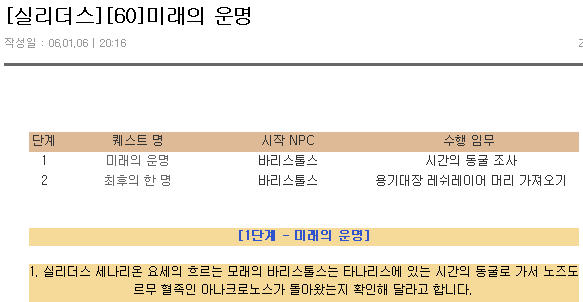 [실리더스][60]미래의 운명
작성일 : 06,01,06 | 20:16
단계 퀘스트 명 시작 NPC 수행 임무
1 미래의 운명 바리스톨스 시간의 동굴 조사
2 최후의 한 명 바리스톨스 용기대장 레쉬레이어 머리 가져오기
[1단계 - 미래의 운명]
1. 실리더스 세나리온 요새의 흐르는 모래의 바리스톨스는 타나리스에 있는 시간의 동굴로 가서 노즈도
르무 혈족인 아나크로노스가 돌아왔는지 확인해 달라고 합니다.